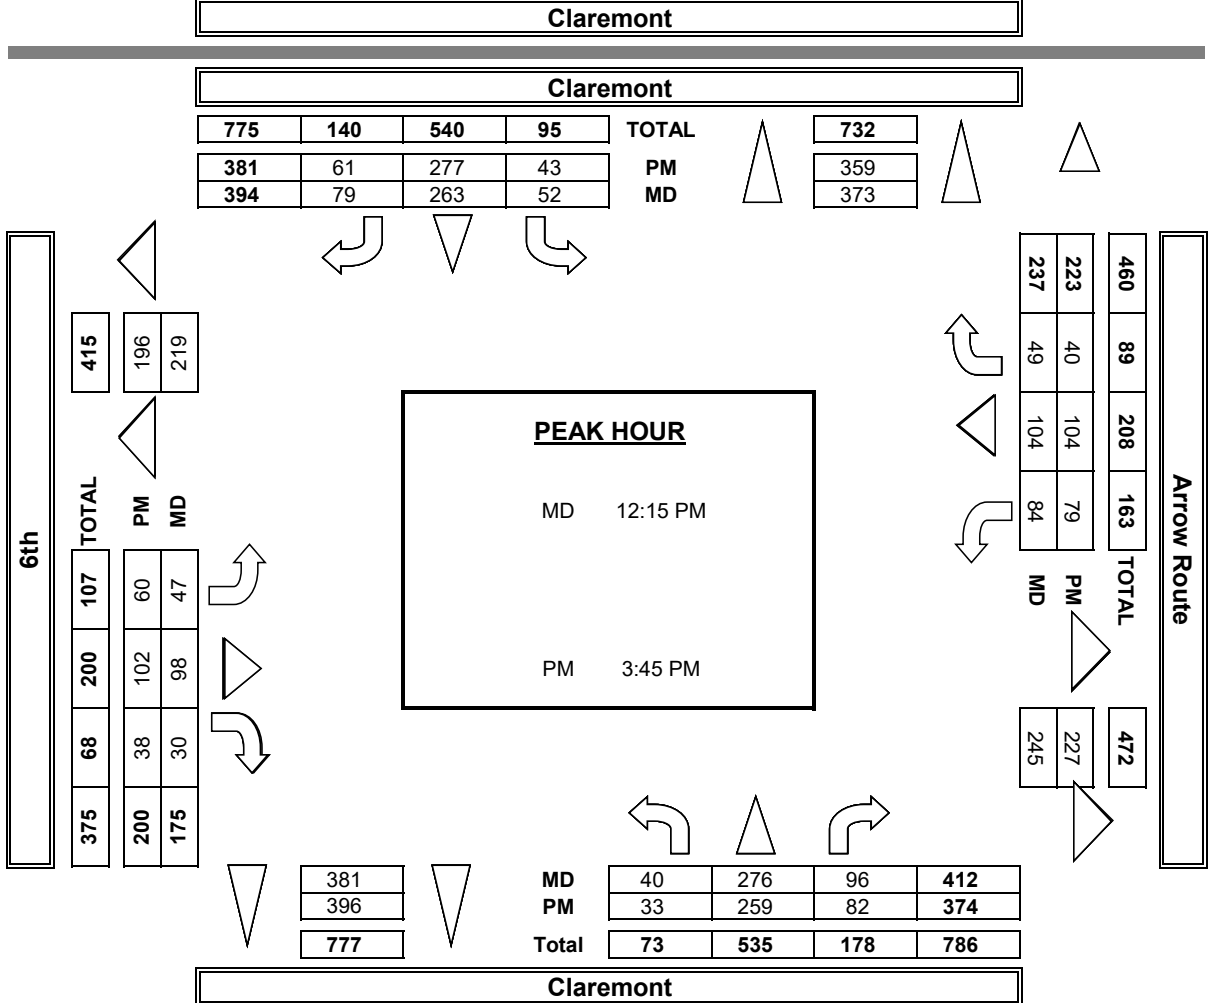 Claremont
Claremont
775 140 540 95 TOTAL 732
381 61 277 43 PM 359
394 79 263 52 MD 373
6th
415 196 219
TOTAL PM MD
107 60 47
200 102 98
68 38 30
375 200 175
PEAK HOUR
MD 12:15 PM
PM 3:45 PM
237 223 460
49 40 89
104 104 208
84 79 163
MD PM TOTAL
245 227 472
Arrow Route
381 MD 40 276 96 412
396 PM 33 259 82 374
777 Total 73 535 178 786
Claremont